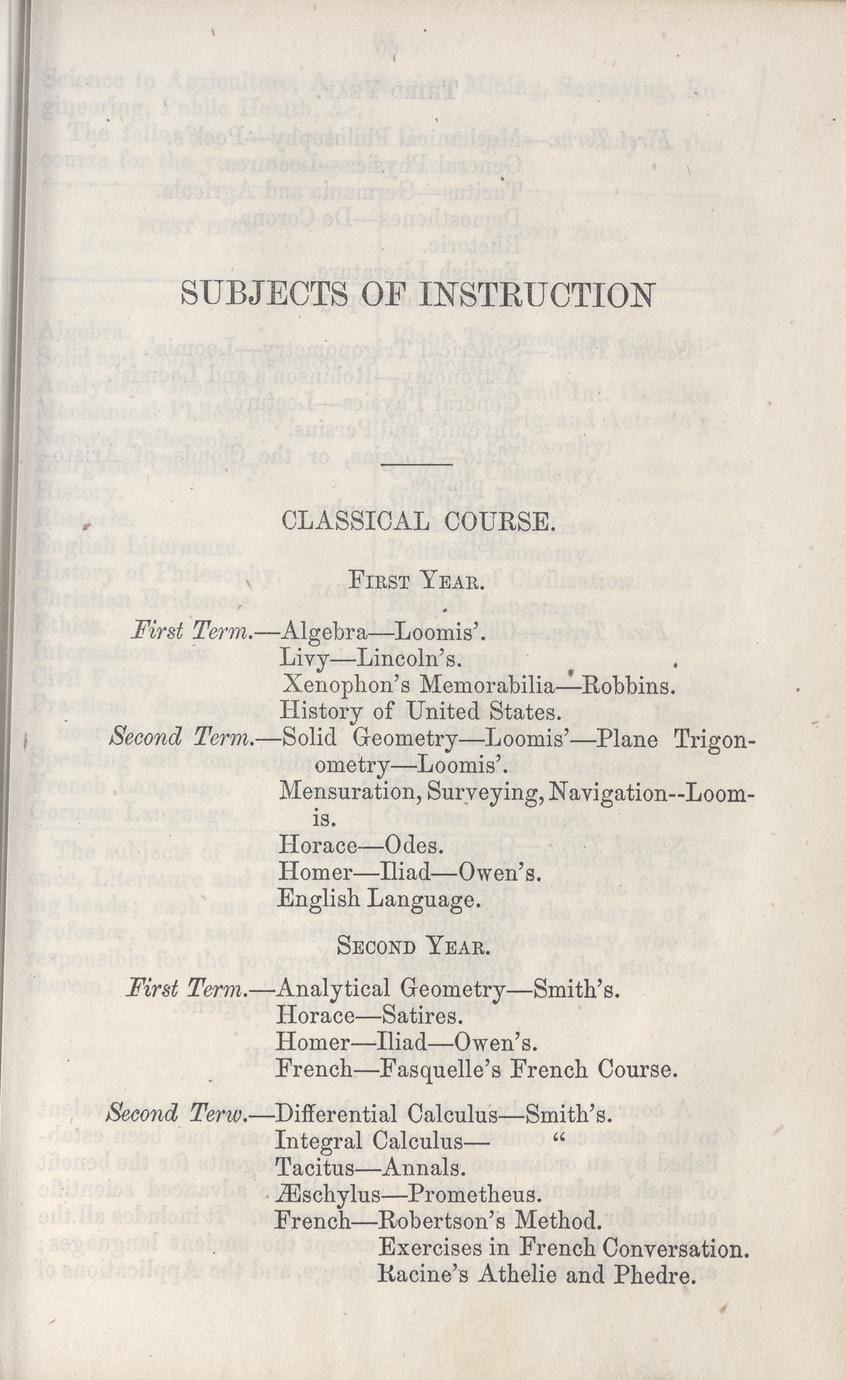 SUBJECTS OF INSTRUCTION
CLASSICAL COURSE.
FIRST YEAR.
First Term.—Algebra—Loomis’.
Livy—Lincoln’s.
Xenophon’s Memorabilia—Robbins.
History of United States.
Second Term.—Solid Geometry—Loomis’—Plane Trigon-
ometry—Loomis’.
Mensuration, Surveying, Navigation--Loom-
is.
Horace—Odes.
Homer—Iliad—Owen’s.
English Language.
SECOND YEAR.
First Term.—Analytical Geometry—Smith’s.
Horace—Satires.
Homer—Iliad—Owen’s.
French—Fasquelle’s French Course.
Second Terw.—Differential Calculus—Smith’s.
Integral Calculus— “
Tacitus—Annals.
Æschylus—Prometheus.
French—Robertson’s Method.
Exercises in French Conversation.
Racine’s Athelie and Phedre.